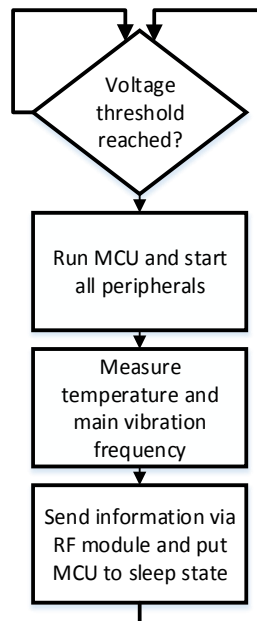 Voltage
threshold
reached?
Run MCU and start
all peripherals
Measure
temperature and
main vibration
frequency
Send information via
RF module and put
MCU to sleep state